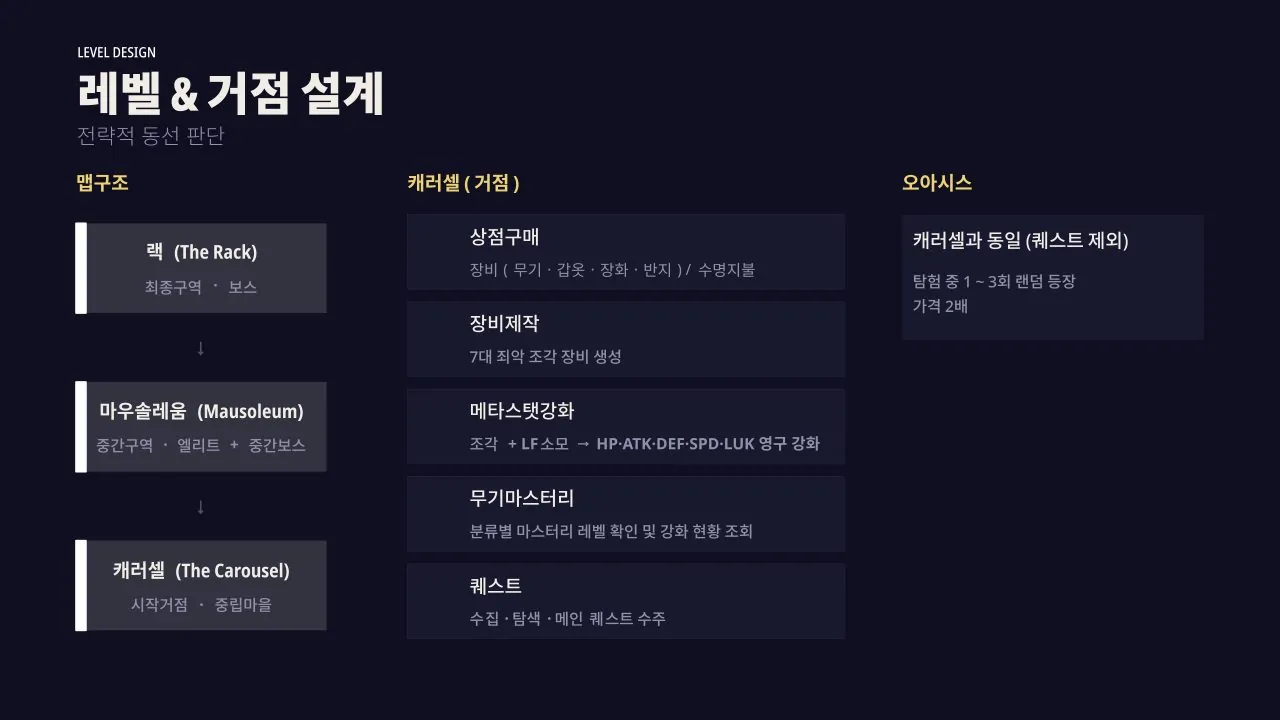 LEVEL DESIGN
레벨 & 거점 설계
전략적 동선 판단
맵구조
랙 (The Rack)
최종구역 · 보스
↓
마우솔레움 (Mausoleum)
중간구역 · 엘리트 + 중간보스
↓
캐러셀 (The Carousel)
시작거점 · 중립마을
캐러셀 ( 거점 )
상점구매
장비 ( 무기 · 갑옷 · 장화 · 반지 ) / 수명지불
장비제작
7대 죄악 조각 장비 생성
메타스탯강화
조각 + LF 소모 → HP·ATK·DEF·SPD·LUK 영구 강화
무기마스터리
분류별 마스터리 레벨 확인 및 강화 현황 조회
퀘스트
수집 · 탐색 · 메인 퀘스트 수주
오아시스
캐러셀과 동일 (퀘스트 제외)
탐험 중 1 ~ 3회 랜덤 등장
가격 2배